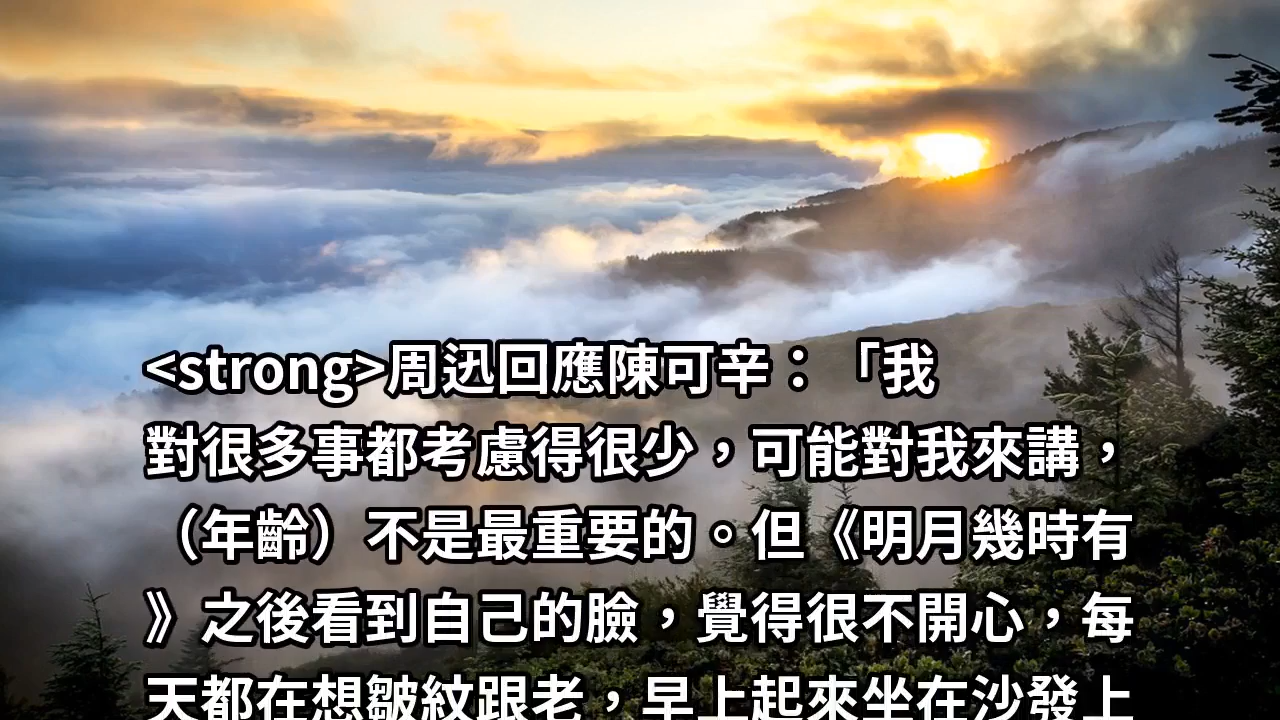 <strong>周迅回應陳可辛：「我
對很多事都考慮得很少，可能對我來講，
（年齡）不是最重要的。但《明月幾時有
》之後看到自己的臉，覺得很不開心，每
天都在想皺紋跟老，早上起來坐在沙發上